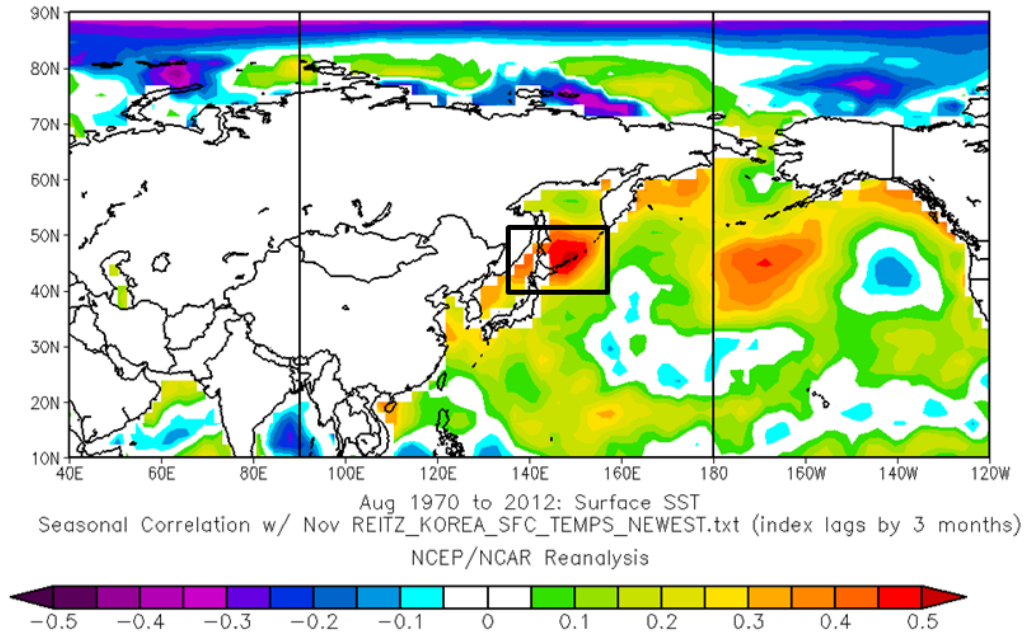 90N
80N
70N
60N
50N
40N
30N
20N
10N
40E 60E 80E 100E 120E 140E 160E 180 160W 140W 120W
Aug 1970 to 2012: Surface SST
Seasonal Correlation w/ Nov REITZ_KOREA_SFC_TEMPS_NEWEST.txt (index lags by 3 months)
NCEP/NCAR Reanalysis
-0.5 -0.4 -0.3 -0.2 -0.1 0 0.1 0.2 0.3 0.4 0.5